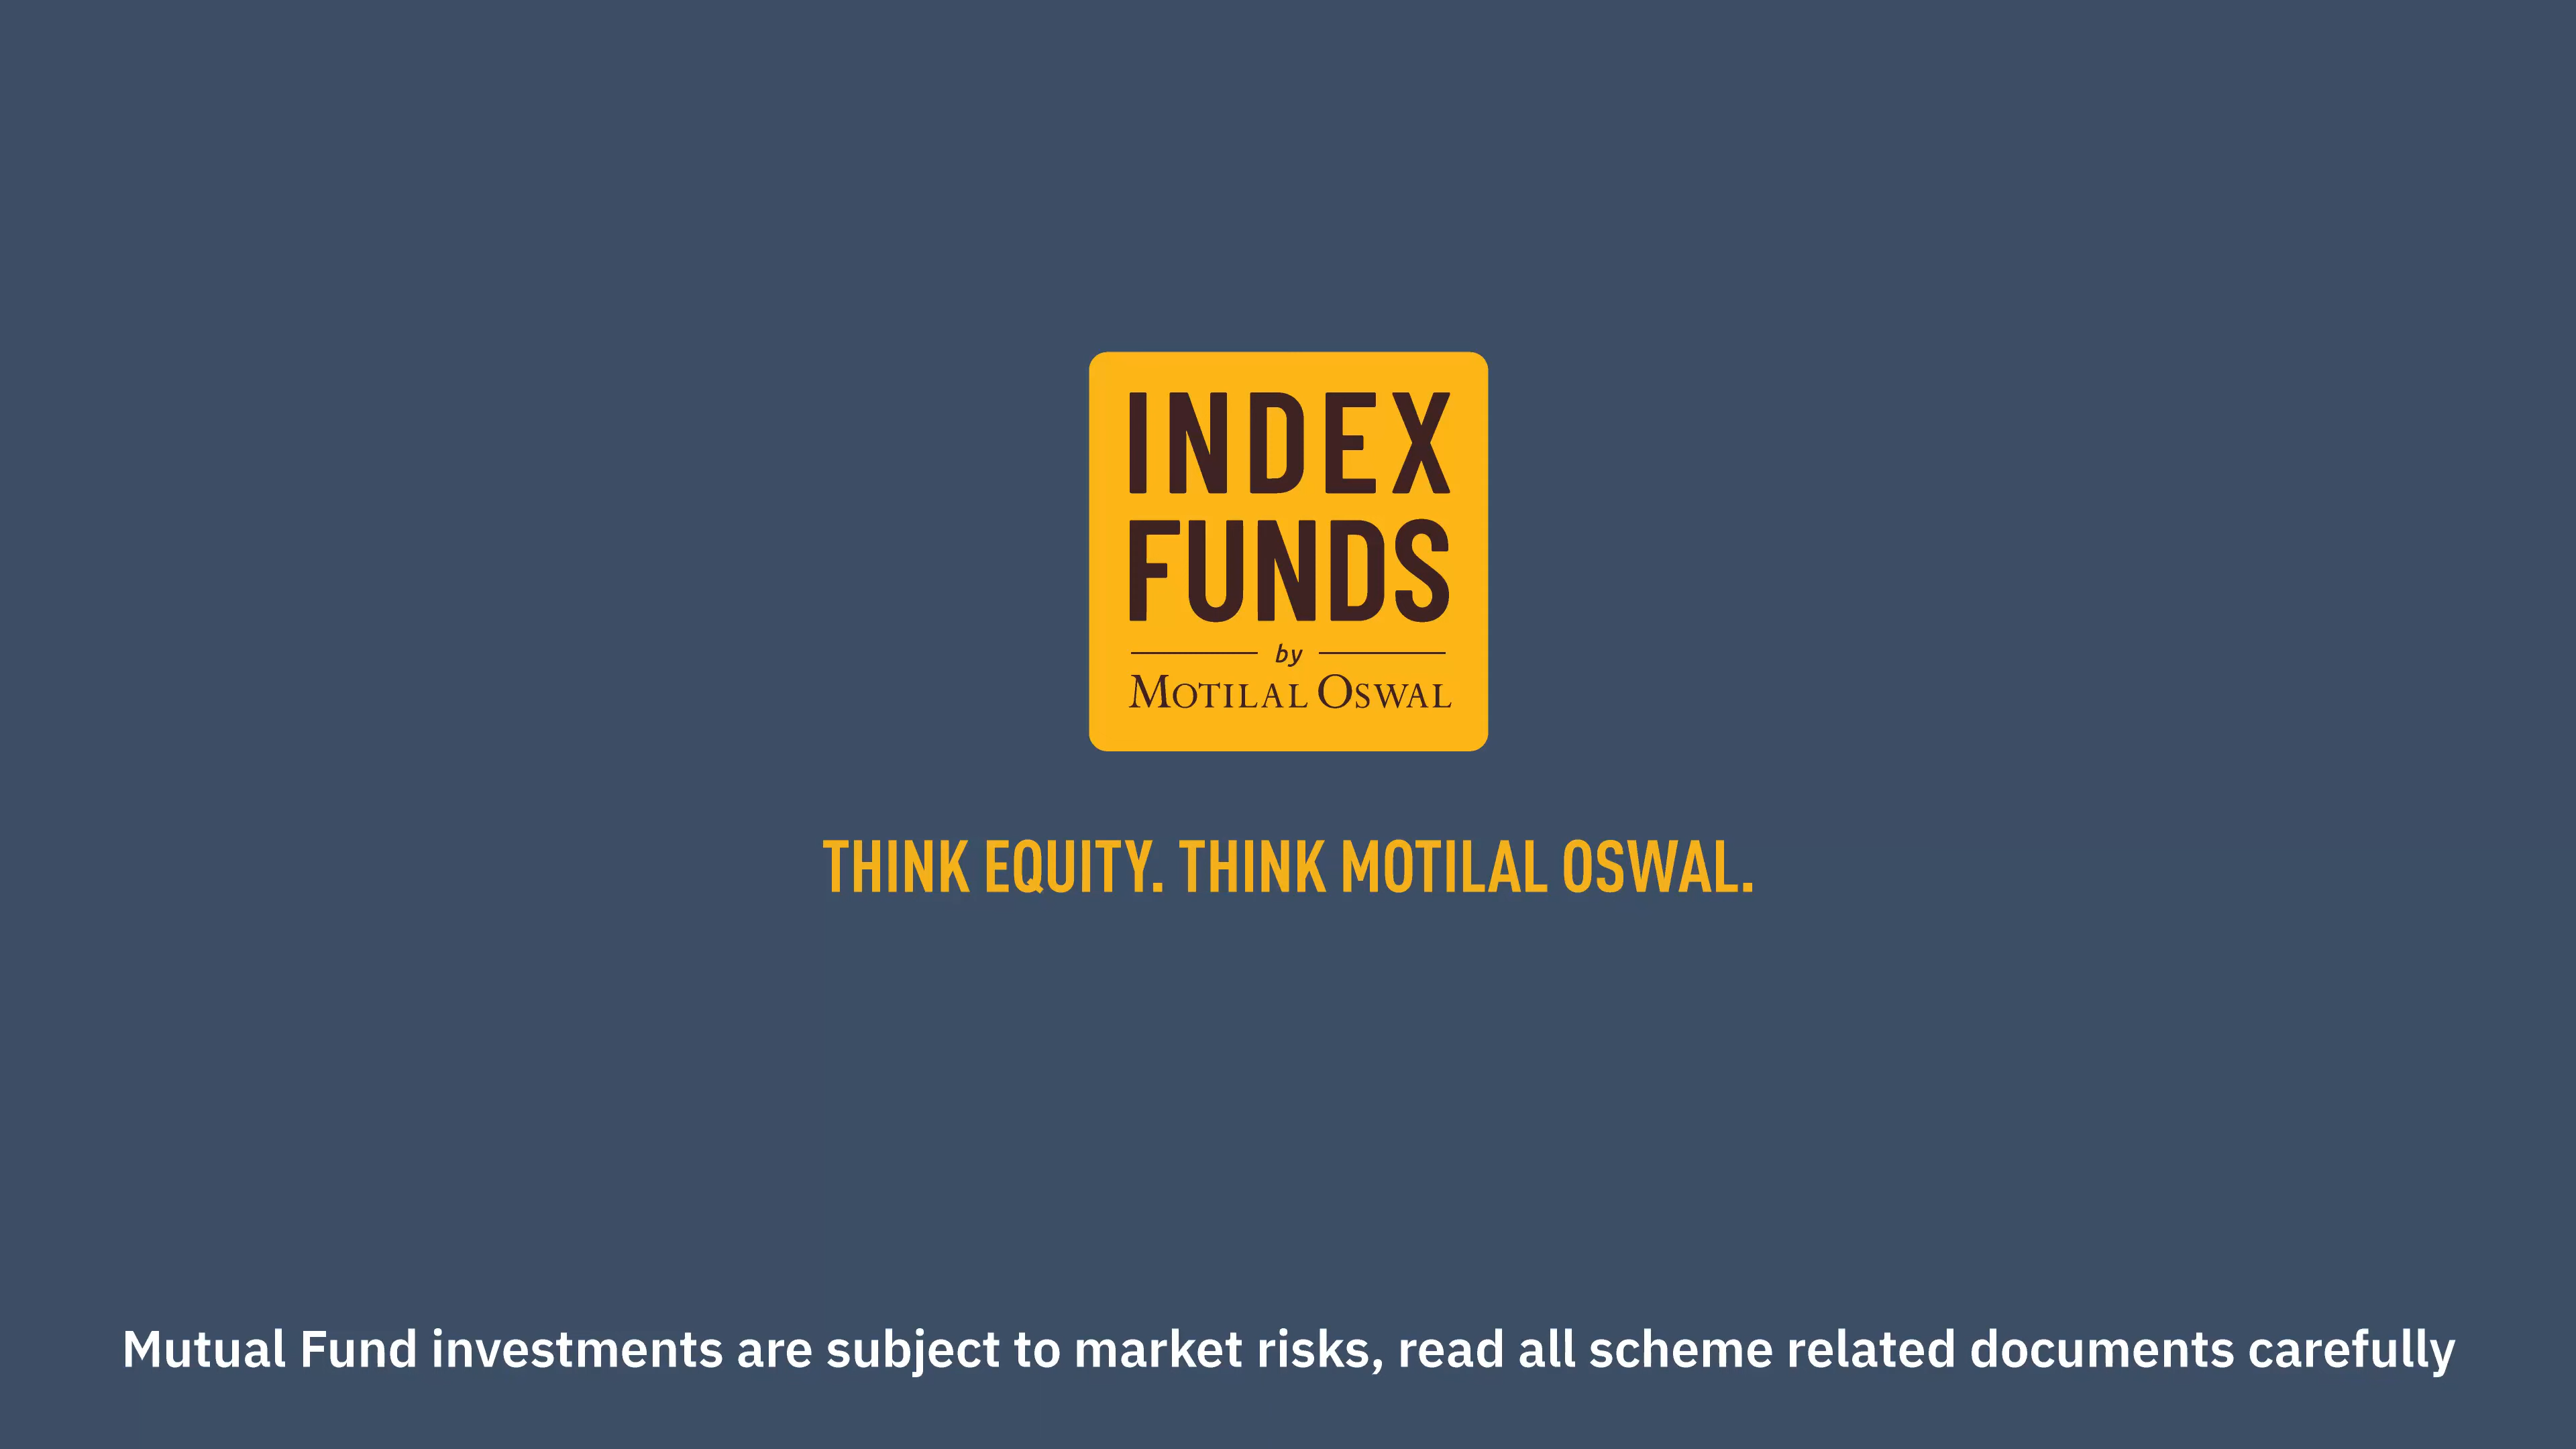 INDEX
FUNDS
by
MOTILAL OSWAL
THINK EQUITY. THINK MOTILAL OSWAL.
Mutual Fund investments are subject to market risks, read all scheme related documents carefully